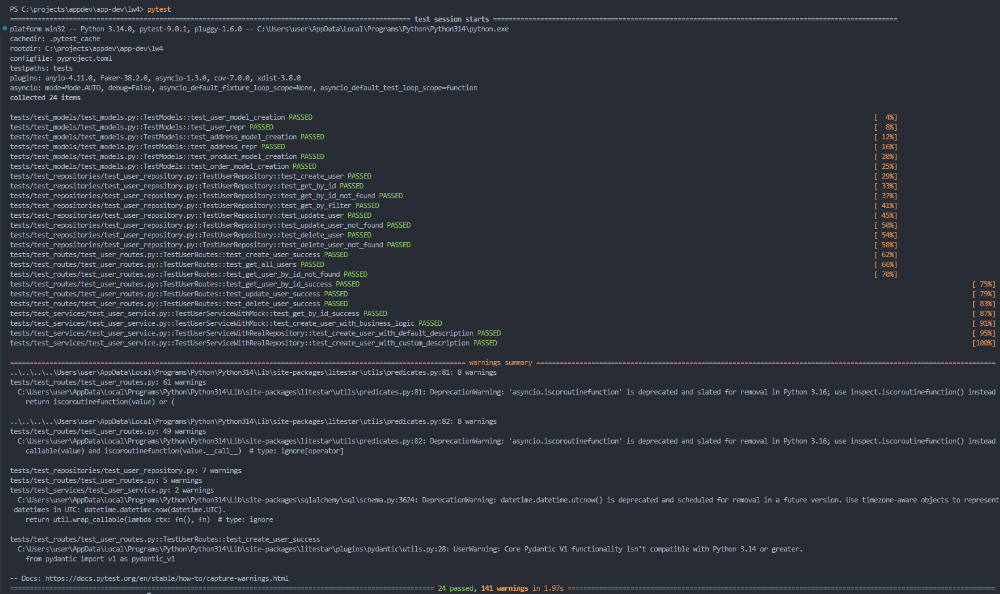 PS C:\projects\appdev\app-dev\lw4> pytest
============================= test session starts =============================
platform win32 -- Python 3.14.0, pytest-9.0.1, pluggy-1.6.0 -- C:\Users\user\AppData\Local\Programs\Python\Python314\python.exe
cachedir: .pytest_cache
rootdir: C:\projects\appdev\app-dev\lw4
configfile: pyproject.toml
testpaths: tests
plugins: anyio-4.11.0, Faker-38.2.0, asyncio-1.3.0, cov-7.0.0, xdist-3.8.0
asyncio: mode=Mode.AUTO, debug=False, asyncio_default_fixture_loop_scope=None, asyncio_default_test_loop_scope=function
collected 24 items
tests/test_models/test_models.py::TestModels::test_user_model_creation PASSED [  4%]
tests/test_models/test_models.py::TestModels::test_user_repr PASSED [  8%]
tests/test_models/test_models.py::TestModels::test_address_model_creation PASSED [ 12%]
tests/test_models/test_models.py::TestModels::test_address_repr PASSED [ 16%]
tests/test_models/test_models.py::TestModels::test_product_model_creation PASSED [ 20%]
tests/test_models/test_models.py::TestModels::test_order_model_creation PASSED [ 25%]
tests/test_repositories/test_user_repository.py::TestUserRepository::test_create_user PASSED [ 29%]
tests/test_repositories/test_user_repository.py::TestUserRepository::test_get_by_id PASSED [ 33%]
tests/test_repositories/test_user_repository.py::TestUserRepository::test_get_by_id_not_found PASSED [ 37%]
tests/test_repositories/test_user_repository.py::TestUserRepository::test_get_by_filter PASSED [ 41%]
tests/test_repositories/test_user_repository.py::TestUserRepository::test_update_user PASSED [ 45%]
tests/test_repositories/test_user_repository.py::TestUserRepository::test_update_user_not_found PASSED [ 50%]
tests/test_repositories/test_user_repository.py::TestUserRepository::test_delete_user PASSED [ 54%]
tests/test_repositories/test_user_repository.py::TestUserRepository::test_delete_user_not_found PASSED [ 58%]
tests/test_routes/test_user_routes.py::TestUserRoutes::test_create_user_success PASSED [ 62%]
tests/test_routes/test_user_routes.py::TestUserRoutes::test_get_all_users PASSED [ 66%]
tests/test_routes/test_user_routes.py::TestUserRoutes::test_get_user_by_id_not_found PASSED [ 70%]
tests/test_routes/test_user_routes.py::TestUserRoutes::test_get_user_by_id_success PASSED [ 75%]
tests/test_routes/test_user_routes.py::TestUserRoutes::test_update_user_success PASSED [ 79%]
tests/test_routes/test_user_routes.py::TestUserRoutes::test_delete_user_success PASSED [ 83%]
tests/test_services/test_user_service.py::TestUserServiceWithMock::test_get_by_id_success PASSED [ 87%]
tests/test_services/test_user_service.py::TestUserServiceWithMock::test_create_user_with_business_logic PASSED [ 91%]
tests/test_services/test_user_service.py::TestUserServiceWithRealRepository::test_create_user_with_default_description PASSED [ 95%]
tests/test_services/test_user_service.py::TestUserServiceWithRealRepository::test_create_user_with_custom_description PASSED [100%]
============================= warnings summary =============================
..\..\..\..\Users\user\AppData\Local\Programs\Python\Python314\Lib\site-packages\litestar\utils\predicates.py:81: 8 warnings
tests/test_routes/test_user_routes.py: 61 warnings
C:\Users\user\AppData\Local\Programs\Python\Python314\Lib\site-packages\litestar\utils\predicates.py:81: DeprecationWarning: 'asyncio.iscoroutinefunction' is deprecated and slated for removal in Python 3.16; use inspect.iscoroutinefunction() instead
return iscoroutinefunction(value) or (
..\..\..\..\Users\user\AppData\Local\Programs\Python\Python314\Lib\site-packages\litestar\utils\predicates.py:82: 8 warnings
tests/test_routes/test_user_routes.py: 49 warnings
C:\Users\user\AppData\Local\Programs\Python\Python314\Lib\site-packages\litestar\utils\predicates.py:82: DeprecationWarning: 'asyncio.iscoroutinefunction' is deprecated and slated for removal in Python 3.16; use inspect.iscoroutinefunction() instead
callable(value) and iscoroutinefunction(value.__call__)  # type: ignore[operator]
tests/test_repositories/test_user_repository.py: 7 warnings
tests/test_routes/test_user_routes.py: 5 warnings
tests/test_services/test_user_service.py: 2 warnings
C:\Users\user\AppData\Local\Programs\Python\Python314\Lib\site-packages\sqlalchemy\sql\schema.py:3624: DeprecationWarning: datetime.datetime.utcnow() is deprecated and scheduled for removal in a future version. Use timezone-aware objects to represent
datetimes in UTC: datetime.datetime.now(datetime.UTC).
return util.wrap_callable(lambda ctx: fn(), fn)  # type: ignore
tests/test_routes/test_user_routes.py::TestUserRoutes::test_create_user_success
C:\Users\user\AppData\Local\Programs\Python\Python314\Lib\site-packages\litestar\plugins\pydantic\utils.py:28: UserWarning: Core Pydantic V1 functionality isn't compatible with Python 3.14 or greater.
from pydantic import v1 as pydantic_v1
-- Docs: https://docs.pytest.org/en/stable/how-to/capture-warnings.html
============================= 24 passed, 141 warnings in 1.97s =============================